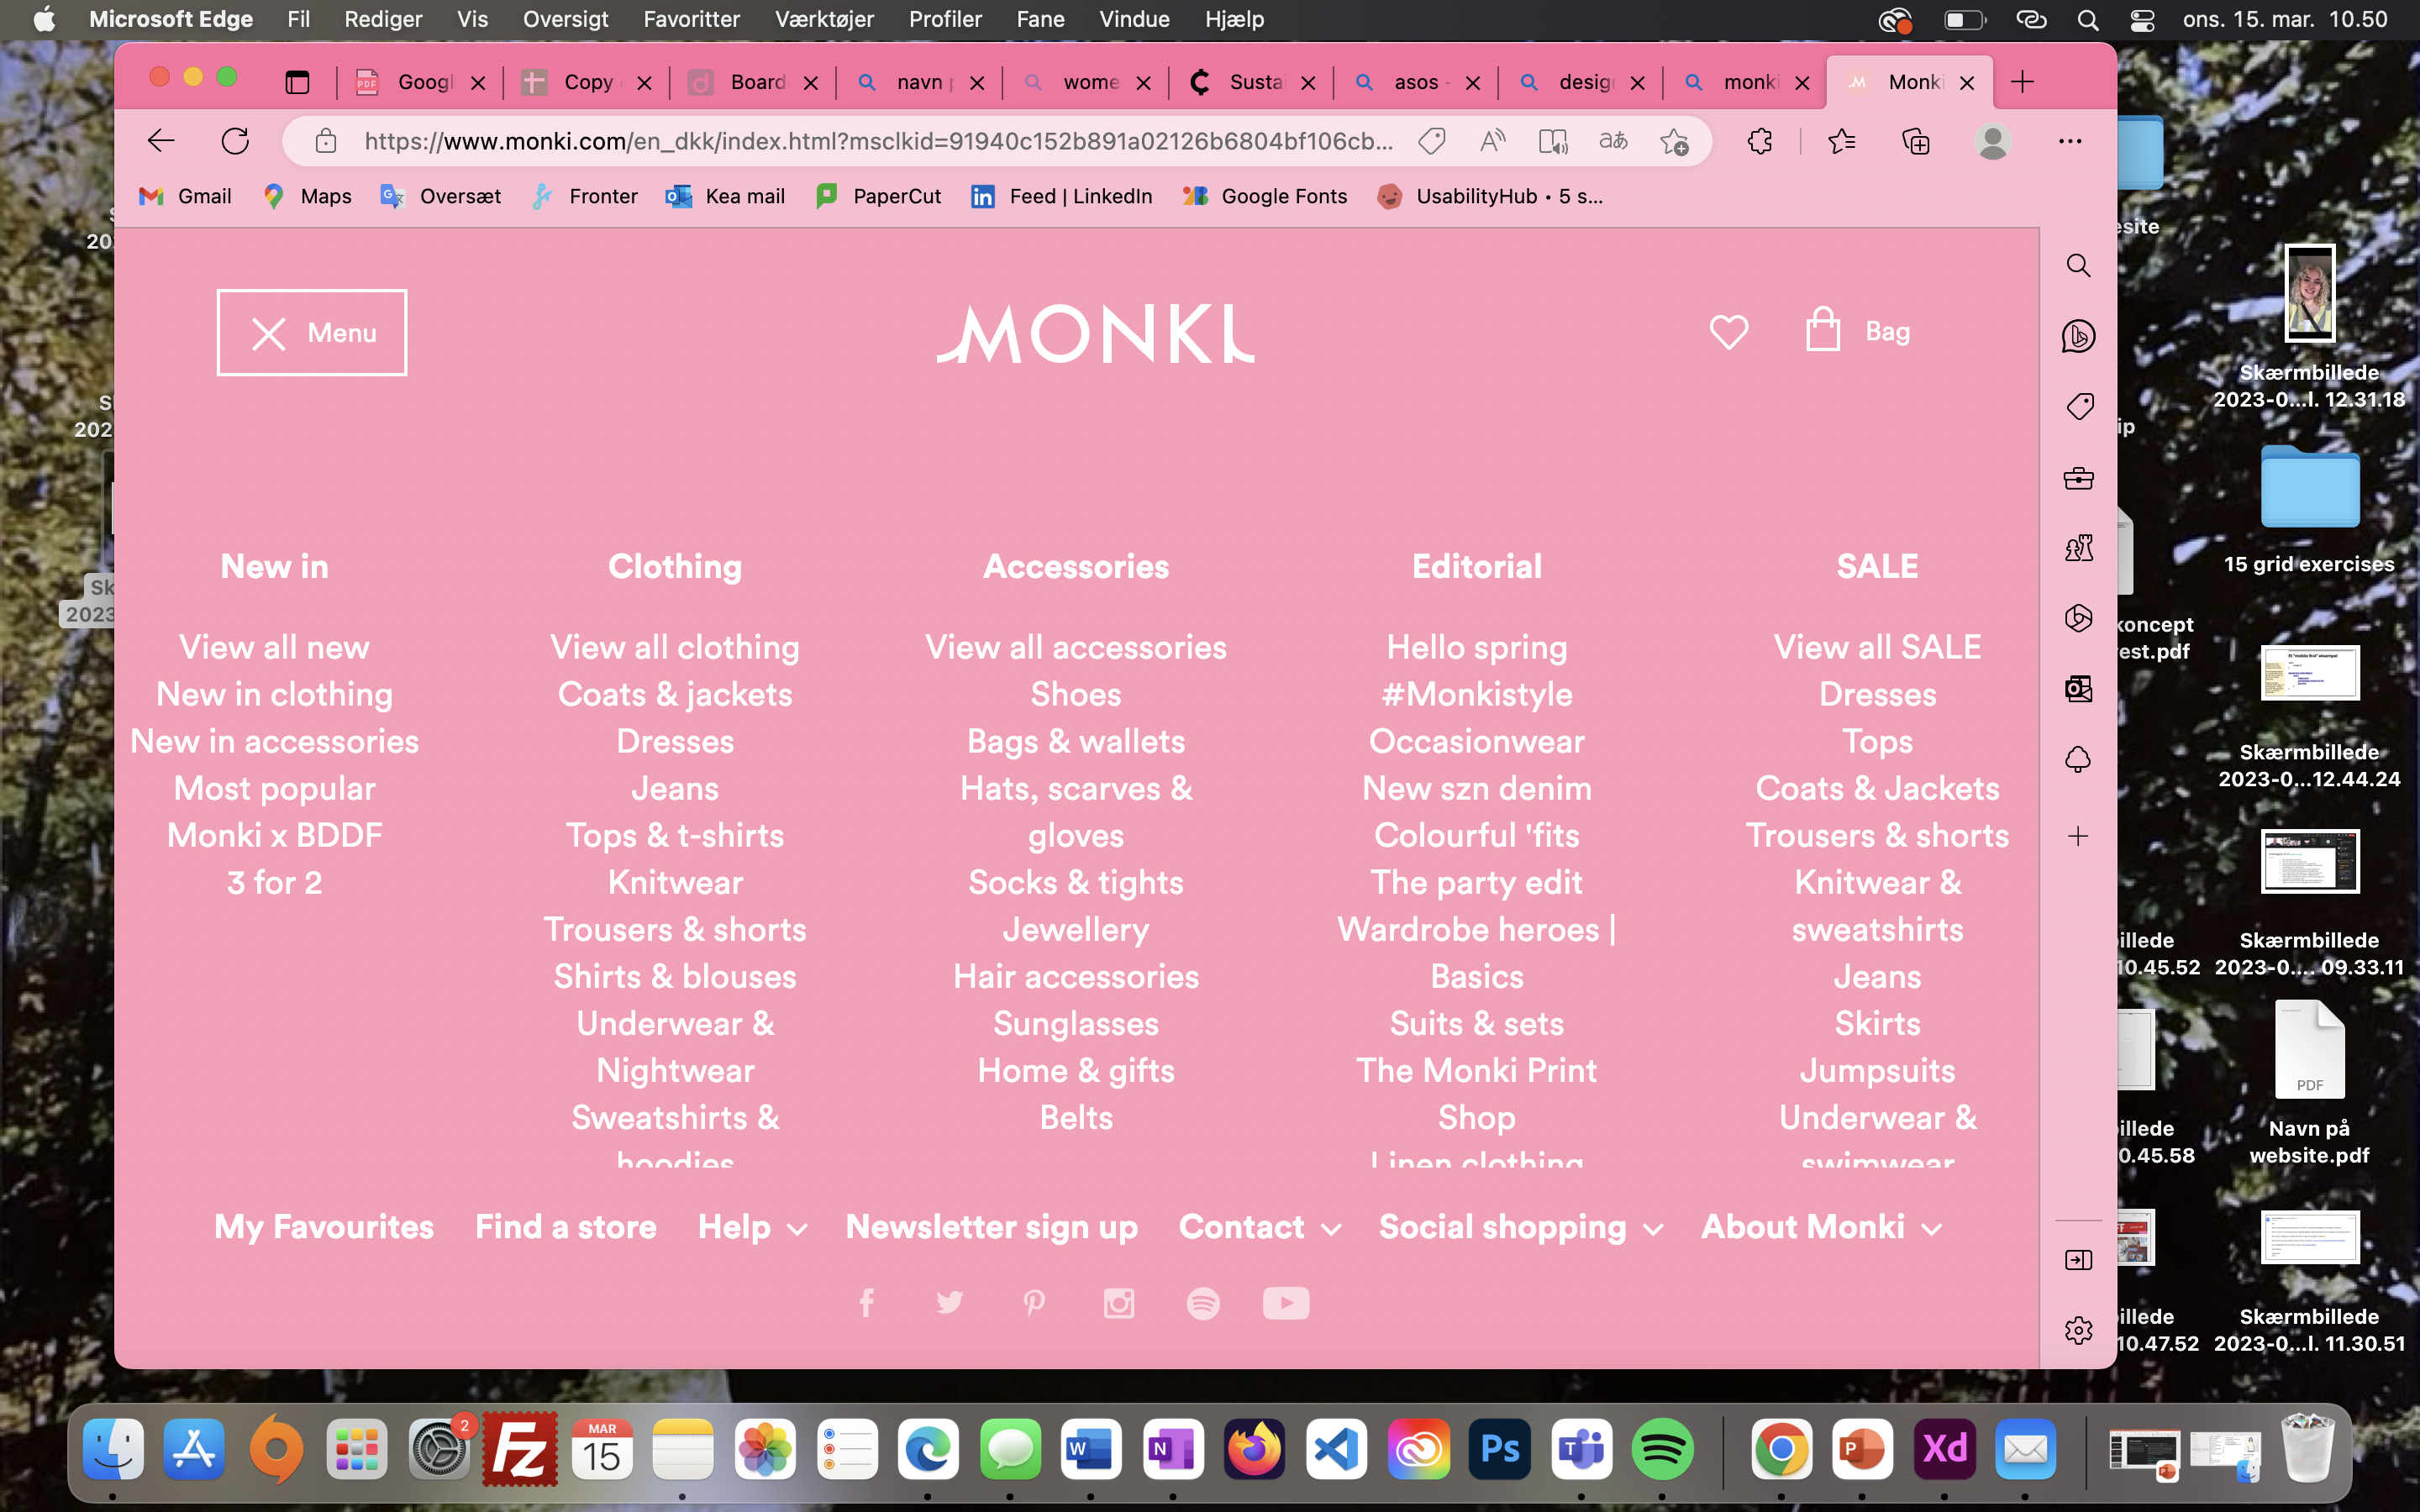 Microsoft Edge Fil Rediger Vis Oversigt Favoritter Værktøjer Profiler Fane Vindue Hjælp ons. 15. mar. 10.50
Googl Copy Board navn p wome Sustai asos - desig monki Monki
https://www.monki.com/en_dkk/index.html?msclkid=91940c152b891a02126b6804bf106cb...
Gmail Maps Oversæt Fronter Kea mail PaperCut Feed | LinkedIn Google Fonts UsabilityHub • 5 s...
Menu
MONKI
Bag
New in
View all new
New in clothing
New in accessories
Most popular
Monki x BDDF
3 for 2
Clothing
View all clothing
Coats & jackets
Dresses
Jeans
Tops & t-shirts
Knitwear
Trousers & shorts
Shirts & blouses
Underwear &
Nightwear
Sweatshirts &
hoodies
Accessories
View all accessories
Shoes
Bags & wallets
Hats, scarves &
gloves
Socks & tights
Jewellery
Hair accessories
Sunglasses
Home & gifts
Belts
Editorial
Hello spring
#Monkistyle
Occasionwear
New szn denim
Colourful 'fits
The party edit
Wardrobe heroes |
Basics
Suits & sets
The Monki Print
Shop
Linen clothing
SALE
View all SALE
Dresses
Tops
Coats & Jackets
Trousers & shorts
Knitwear &
sweatshirts
Jeans
Skirts
Jumpsuits
Underwear &
swimwear
My Favourites Find a store Help Newsletter sign up Contact Social shopping About Monki
esite
Skærmbillede
2023-0...l. 12.31.18
ip
15 grid exercises
koncept
est.pdf
Skærmbillede
2023-0...12.44.24
illede
10.45.52
Skærmbillede
2023-0.... 09.33.11
PDF
illede
0.45.58
Navn på
website.pdf
illede
10.47.52
Skærmbillede
2023-0...l. 11.30.51
Sk
2023
2
Fz
MAR
15
W
N
Ps
T
P
Xd